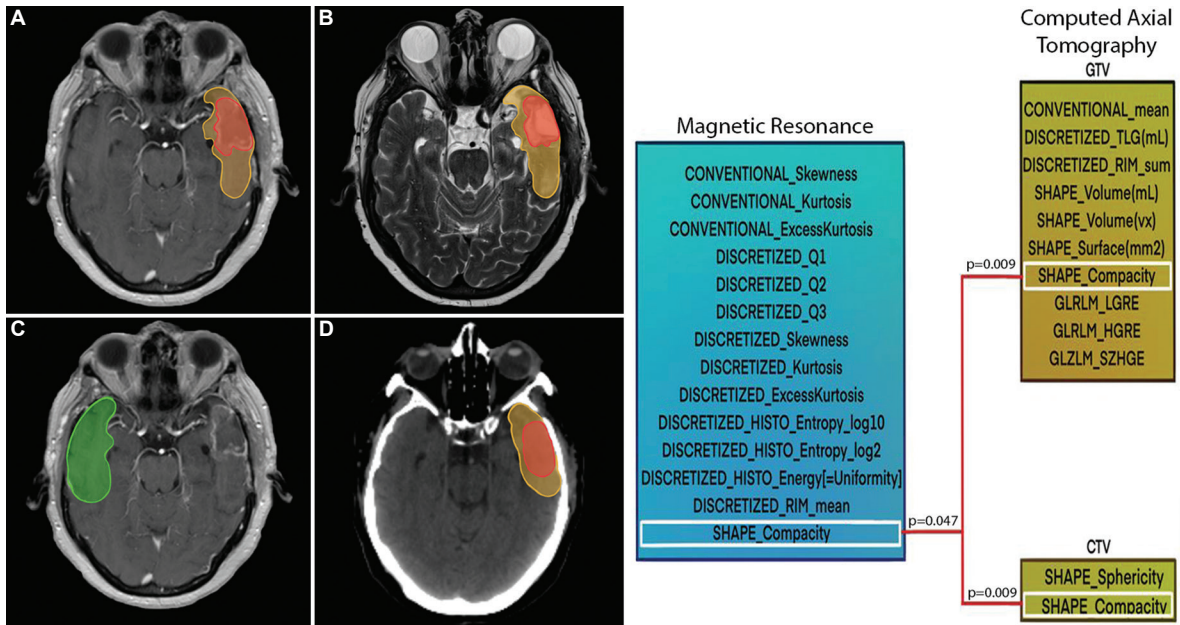 A
B
C
D
Magnetic Resonance
CONVENTIONAL_Skewness
CONVENTIONAL_Kurtosis
CONVENTIONAL_ExcessKurtosis
DISCRETIZED_Q1
DISCRETIZED_Q2
DISCRETIZED_Q3
DISCRETIZED_Skewness
DISCRETIZED_Kurtosis
DISCRETIZED_ExcessKurtosis
DISCRETIZED_HISTO_Entropy_log10
DISCRETIZED_HISTO_Entropy_log2
DISCRETIZED_HISTO_Energy[=Uniformity]
DISCRETIZED_RIM_mean
SHAPE_Compacity
p=0.047
p=0.009
p=0.009
Computed Axial
Tomography
GTV
CONVENTIONAL_mean
DISCRETIZED_TLG(mL)
DISCRETIZED_RIM_sum
SHAPE_Volume(mL)
SHAPE_Volume(vx)
SHAPE_Surface(mm2)
SHAPE_Compacity
GLRLM_LGRE
GLRLM_HGRE
GLZLM_SZHGE
CTV
SHAPE_Sphericity
SHAPE_Compacity